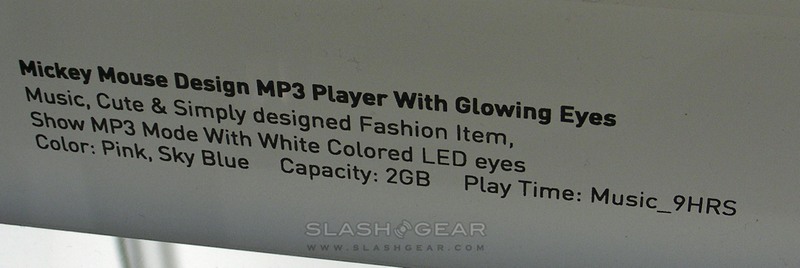 Mickey Mouse Design MP3 Player With Glowing Eyes
Music, Cute & Simply designed Fashion Item,
Show MP3 Mode With White Colored LED eyes
Color: Pink, Sky Blue Capacity: 2GB Play Time: Music_9HRS
SLASHGEAR
WWW.SLASHGEAR.COM